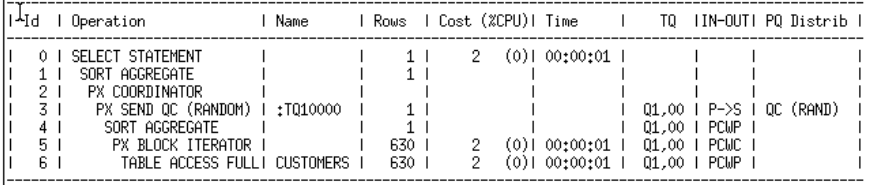 | Id | Operation | Name | Rows | Cost (%CPU)| Time | TQ |IN-OUT| PQ Distrib |
| 0 | SELECT STATEMENT | | 1 | 2 (0)| 00:00:01 | | | |
| 1 | SORT AGGREGATE | | 1 | | | | | |
| 2 | PX COORDINATOR | | | | | | | |
| 3 | PX SEND QC (RANDOM) | :TQ10000 | 1 | | | Q1,00 | P->S | QC (RAND) |
| 4 | SORT AGGREGATE | | 1 | | | Q1,00 | PCWP | |
| 5 | PX BLOCK ITERATOR | | 630 | 2 (0)| 00:00:01 | Q1,00 | PCWC | |
| 6 | TABLE ACCESS FULL| CUSTOMERS | 630 | 2 (0)| 00:00:01 | Q1,00 | PCWP | |